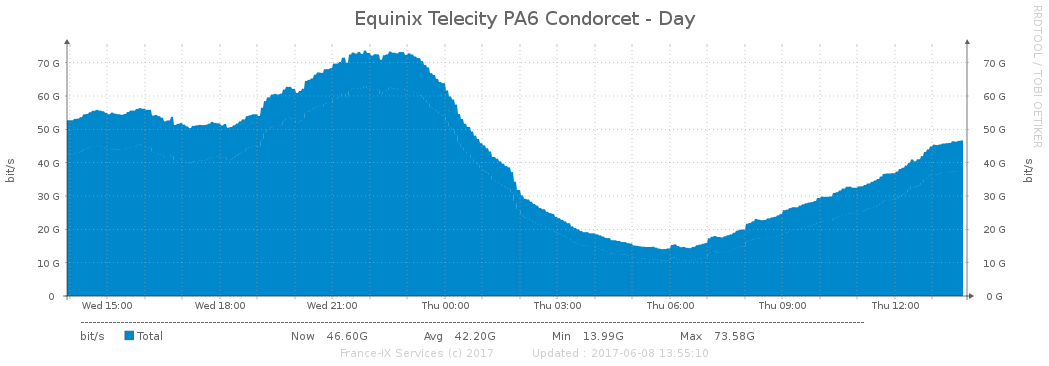 Equinix Telecity PA6 Condorcet - Day
RRDTOOL / TOBI OETIKER
bit/s
70 G
60 G
50 G
40 G
30 G
20 G
10 G
0
70 G
60 G
50 G
40 G
30 G
20 G
10 G
0 G
bit/s
Wed 15:00 Wed 18:00 Wed 21:00 Thu 00:00 Thu 03:00 Thu 06:00 Thu 09:00 Thu 12:00
bit/s Total Now 46.60G Avg 42.20G Min 13.99G Max 73.58G
France-IX Services (c) 2017 Updated : 2017-06-08 13:55:10